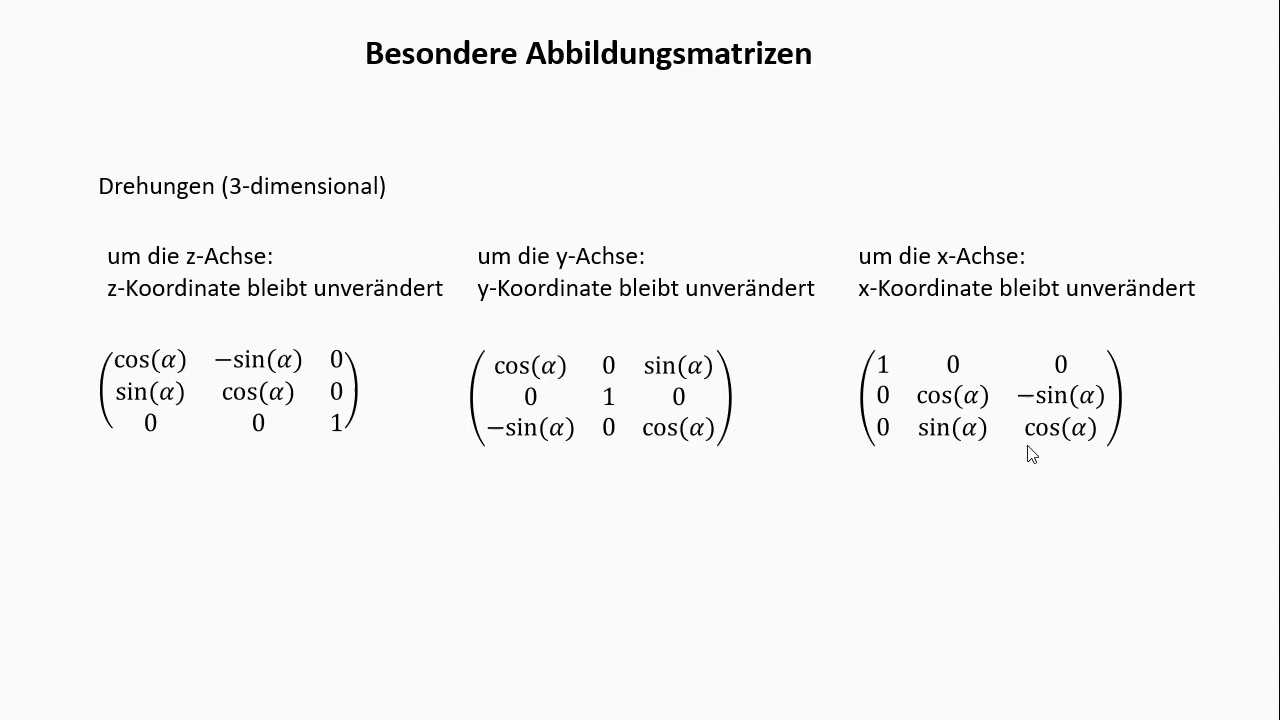 Besondere Abbildungsmatrizen
Drehungen (3-dimensional)
um die z-Achse:
z-Koordinate bleibt unverändert
cos(α) −sin(α) 0
sin(α) cos(α) 0
0 0 1
um die y-Achse:
y-Koordinate bleibt unverändert
cos(α) 0 sin(α)
0 1 0
−sin(α) 0 cos(α)
um die x-Achse:
x-Koordinate bleibt unverändert
1 0 0
0 cos(α) −sin(α)
0 sin(α) cos(α)